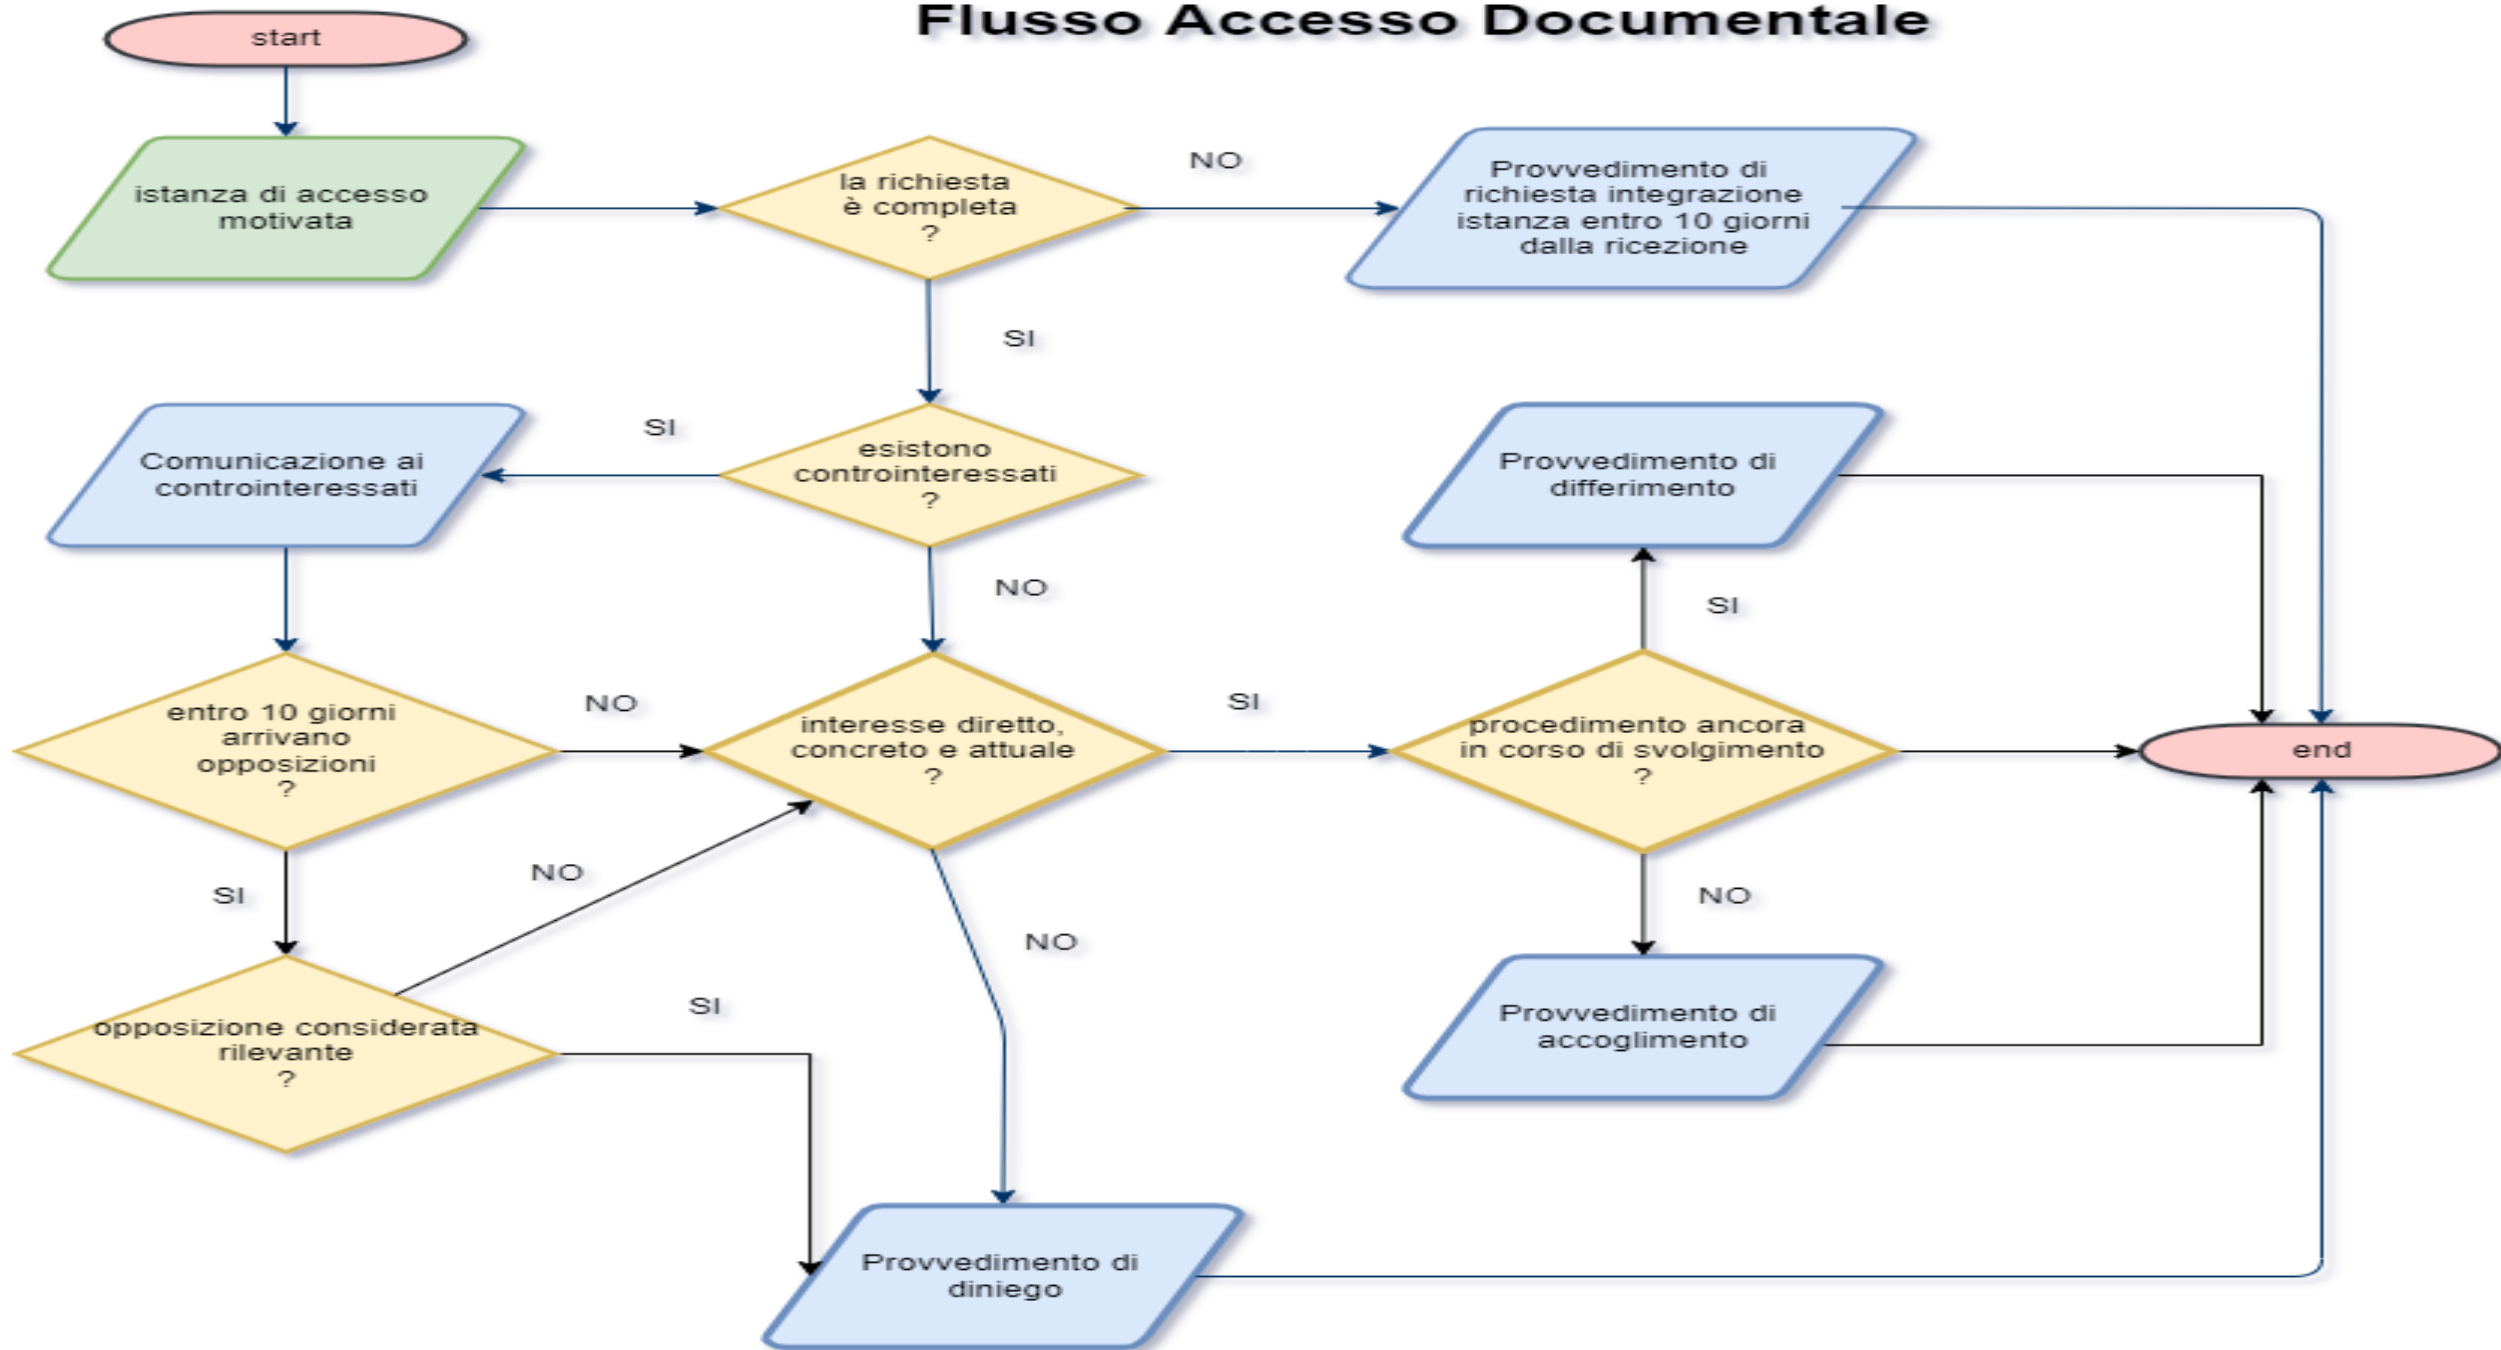 Flusso Accesso Documentale
start
istanza di accesso
motivata
la richiesta
è completa
?
NO
Provvedimento di
richiesta integrazione
istanza entro 10 giorni
dalla ricezione
SI
Comunicazione ai
controinteressati
SI
esistono
controinteressati
?
Provvedimento di
differimento
NO
SI
entro 10 giorni
arrivano
opposizioni
?
NO
interesse diretto,
concreto e attuale
?
SI
procedimento ancora
in corso di svolgimento
?
end
SI
NO
NO
NO
opposizione considerata
rilevante
?
SI
Provvedimento di
accoglimento
Provvedimento di
diniego